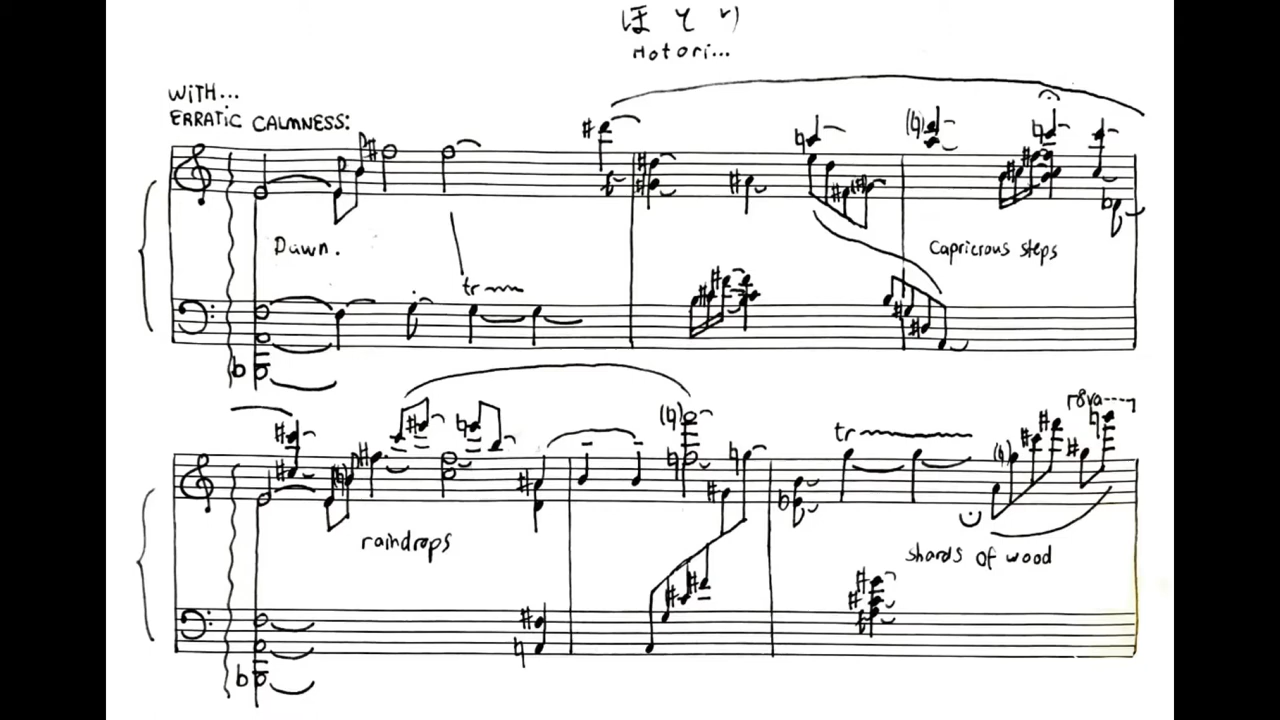 ほとり
Hotori...
WITH...
ERRATIC CALMNESS:
Dawn.
tr
Capricious steps
8va
tr
raindrops
shards of wood